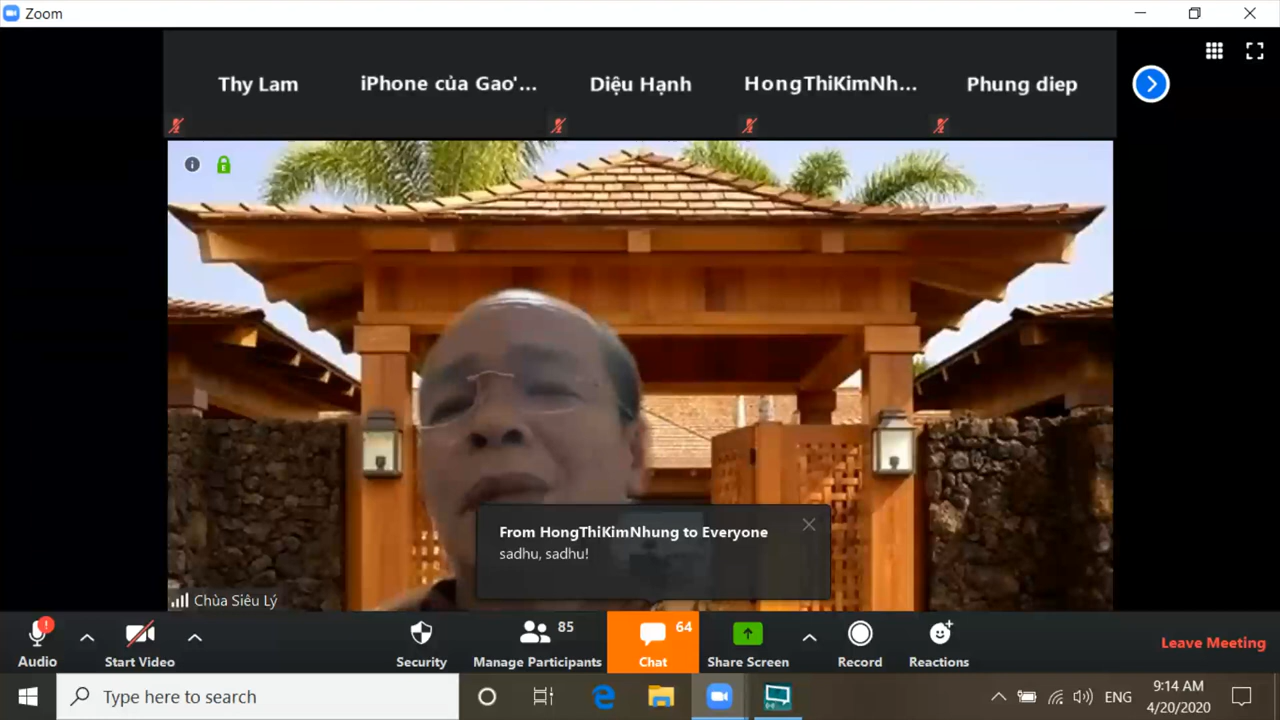 Zoom
Thy Lam
iPhone của Gao'...
Diệu Hạnh
HongThiKimNh...
Phung diep
From HongThiKimNhung to Everyone
sadhu, sadhu!
Chùa Siêu Lý
85
64
Audio
Start Video
Security
Manage Participants
Chat
Share Screen
Record
Reactions
Leave Meeting
Type here to search
ENG
9:14 AM
4/20/2020